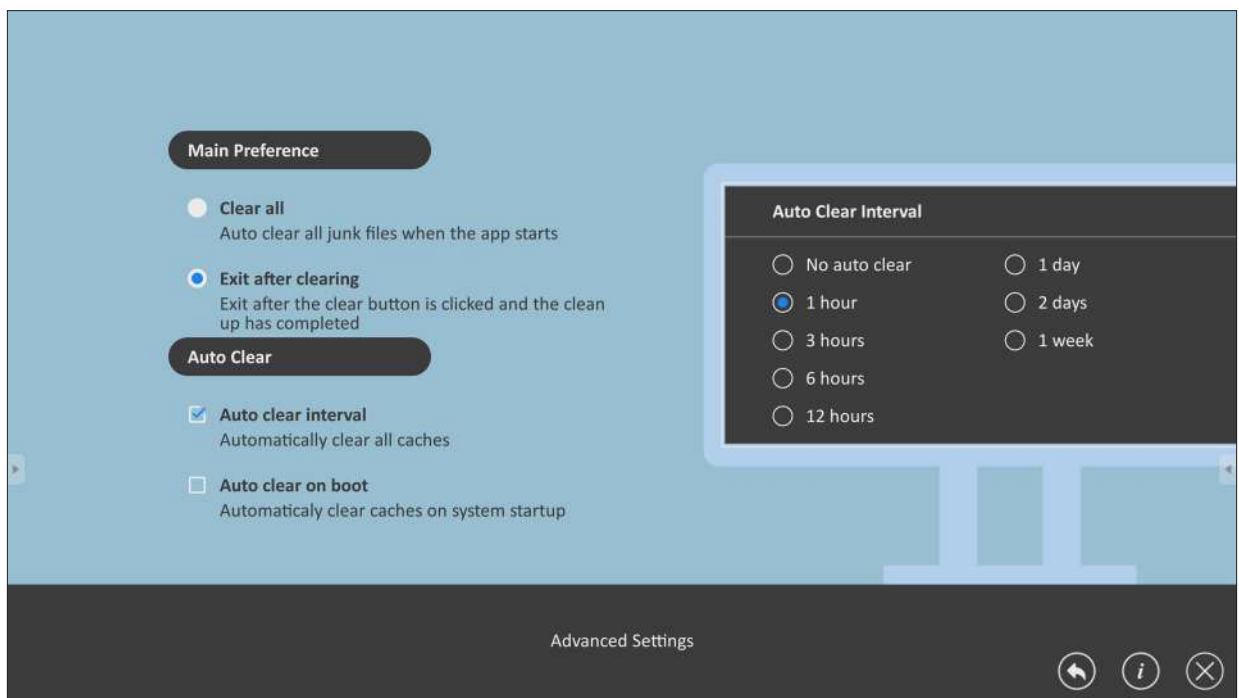 Main Preference
Clear all
Auto clear all junk files when the app starts
Exit after clearing
Exit after the clear button is clicked and the clean
up has completed
Auto Clear
Auto clear interval
Automatically clear all caches
Auto clear on boot
Automaticaly clear caches on system startup
Auto Clear Interval
No auto clear
1 hour
3 hours
6 hours
12 hours
1 day
2 days
1 week
Advanced Settings
i